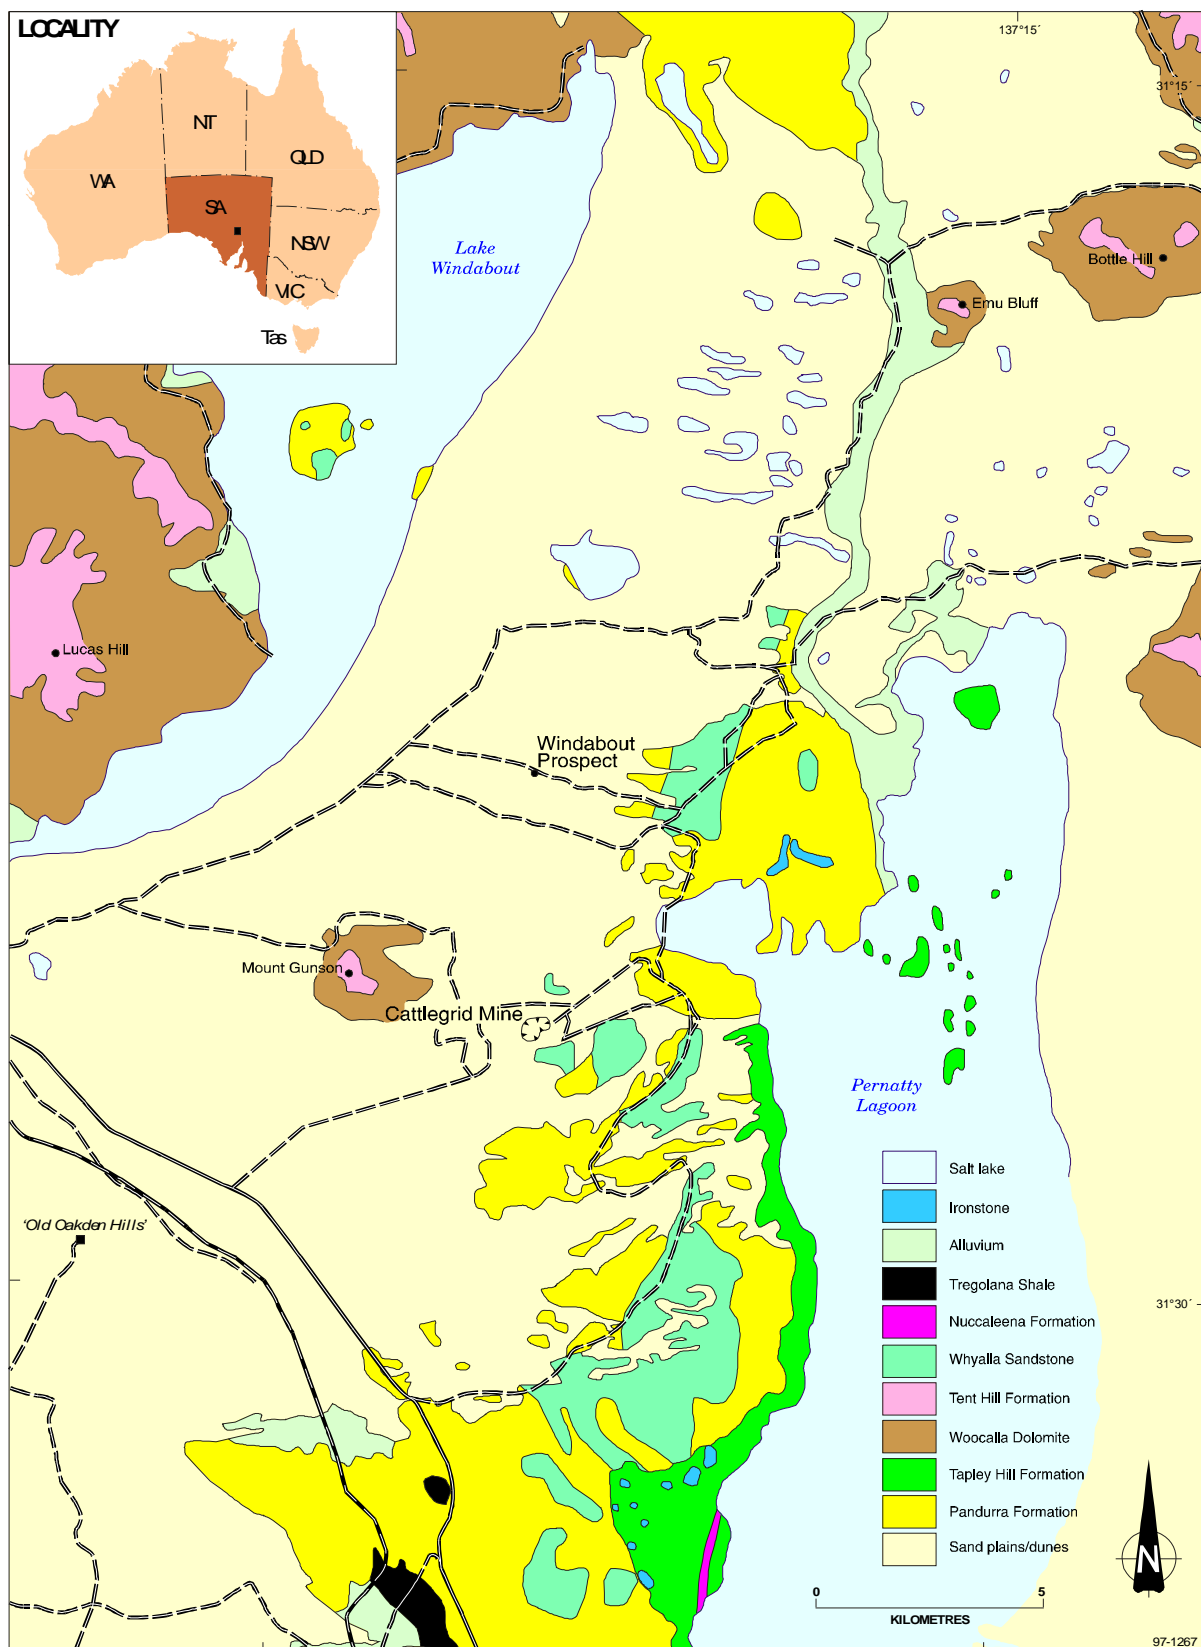 LOCALITY
NT
WA
QLD
SA
NSW
VIC
Tas
137°15´
31°15´
Lake
Windabout
Bottle Hill
Emu Bluff
Lucas Hill
Windabout
Prospect
Mount Gunson
Cattlegrid Mine
Pernatty
Lagoon
'Old Oakden Hills'
31°30´
Salt lake
Ironstone
Alluvium
Tregolana Shale
Nuccaleena Formation
Whyalla Sandstone
Tent Hill Formation
Woocalla Dolomite
Tapley Hill Formation
Pandurra Formation
Sand plains/dunes
N
0 5
KILOMETRES
97-1267